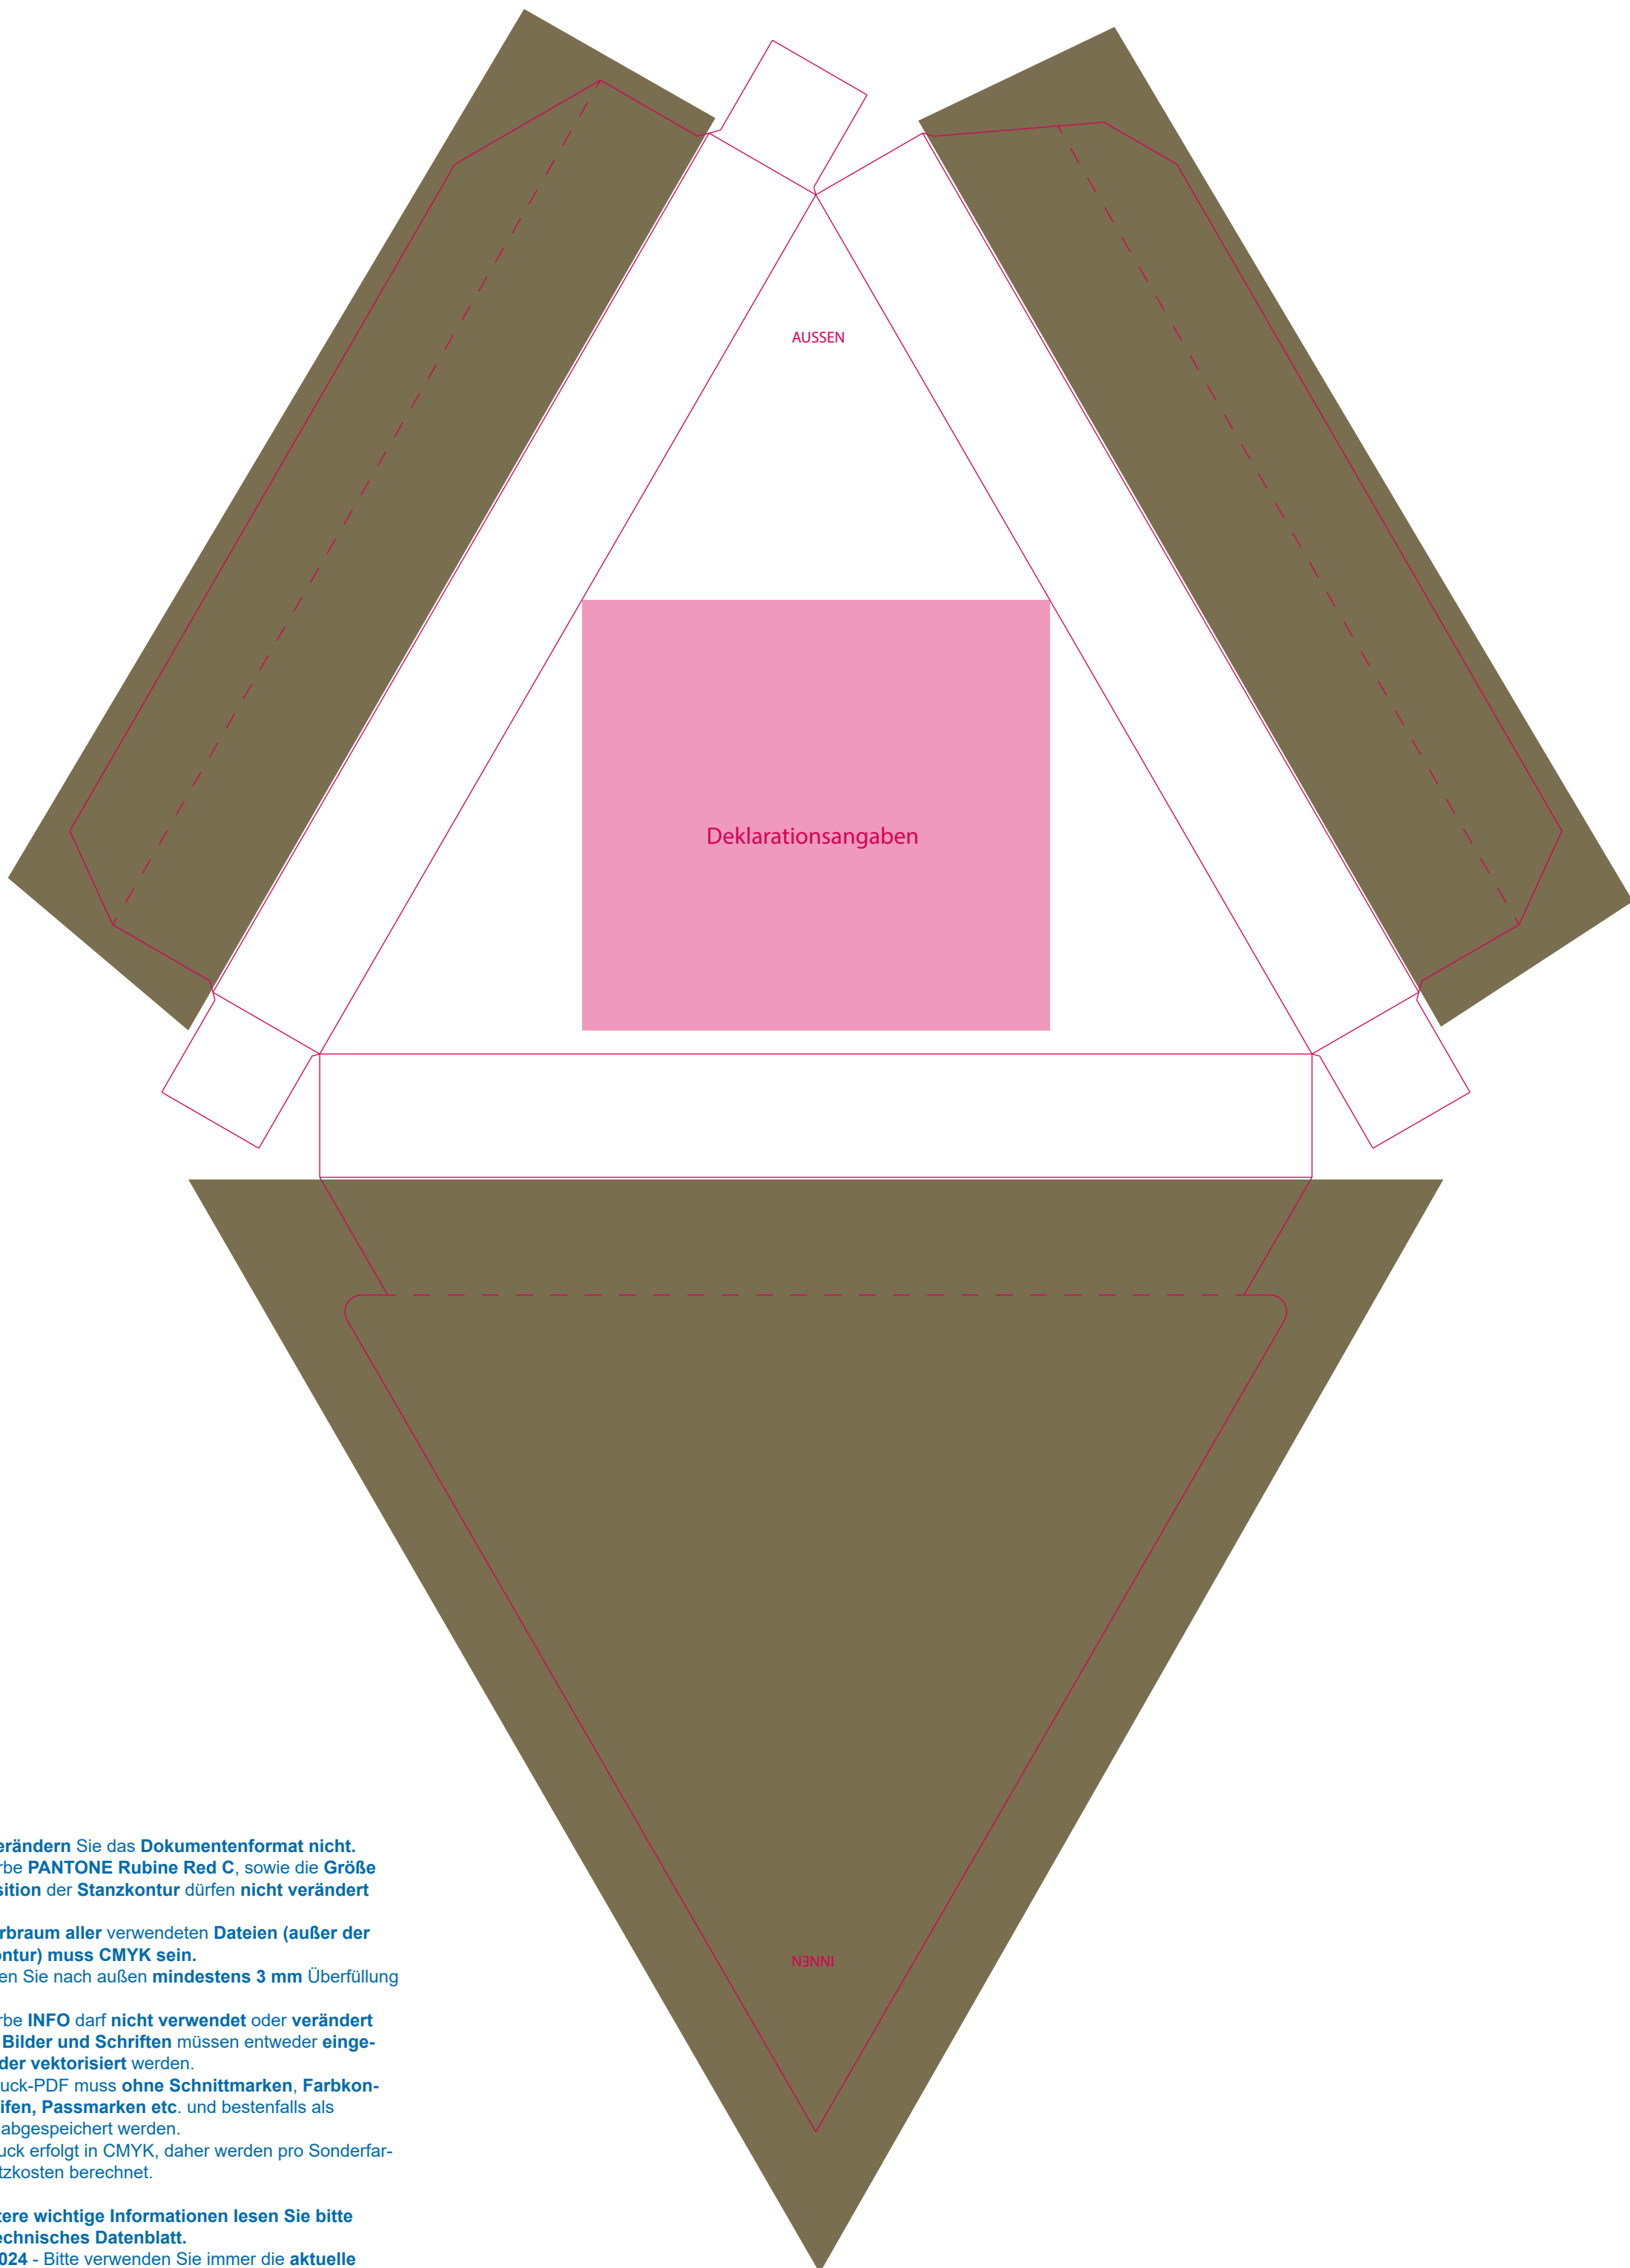 AUSSEN
Deklarationsangaben
INNEN
erändern Sie das Dokumentenformat nicht.
rbe PANTONE Rubine Red C, sowie die Größe
sition der Stanzkontur dürfen nicht verändert
rbraum aller verwendeten Dateien (außer der
ontur) muss CMYK sein.
en Sie nach außen mindestens 3 mm Überfüllung
rbe INFO darf nicht verwendet oder verändert
Bilder und Schriften müssen entweder einge-
der vektorisiert werden.
uck-PDF muss ohne Schnittmarken, Farbkon-
ifen, Passmarken etc. und bestenfalls als
abgespeichert werden.
uck erfolgt in CMYK, daher werden pro Sonderfar-
tzkosten berechnet.
tere wichtige Informationen lesen Sie bitte
echnisches Datenblatt.
024 - Bitte verwenden Sie immer die aktuelle